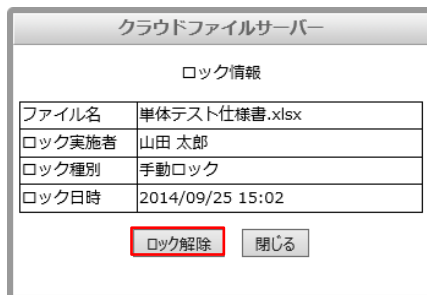 クラウドファイルサーバー
ロック情報
ファイル名 単体テスト仕様書.xlsx
ロック実施者 山田 太郎
ロック種別 手動ロック
ロック日時 2014/09/25 15:02
ロック解除 閉じる